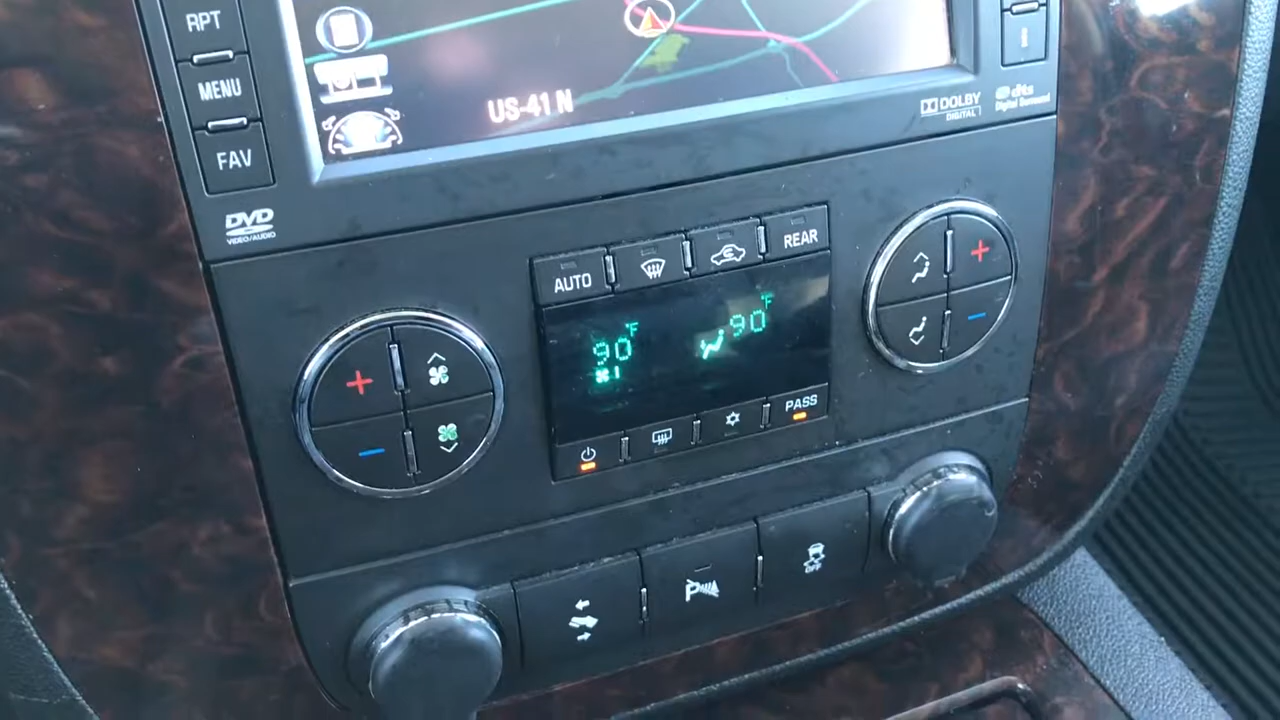 RPT
MENU
FAV
US-41 N
DOLBY
DIGITAL
dts
Digital Surround
DVD
VIDEO/AUDIO
AUTO
REAR
90°F
90°F
1
PASS
OFF